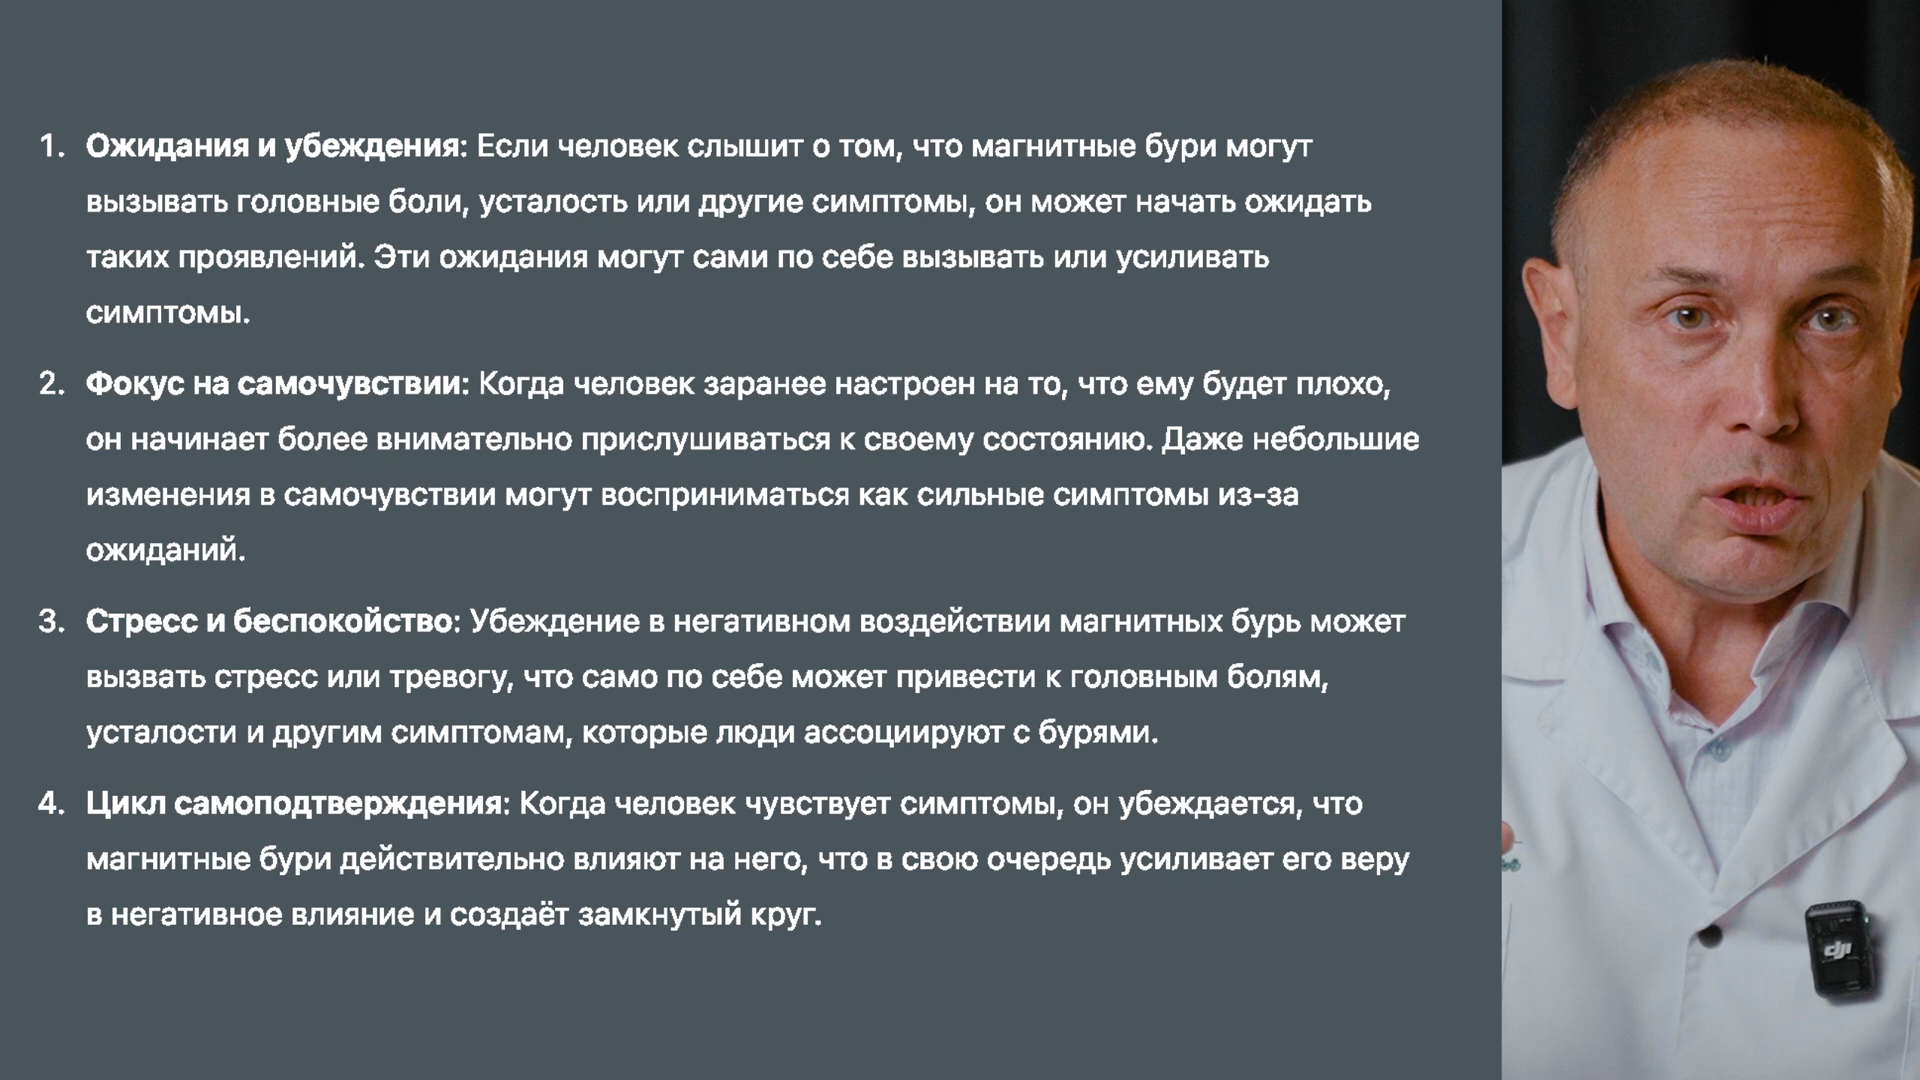 1. Ожидания и убеждения: Если человек слышит о том, что магнитные бури могут
вызывать головные боли, усталость или другие симптомы, он может начать ожидать
таких проявлений. Эти ожидания могут сами по себе вызывать или усиливать
симптомы.
2. Фокус на самочувствии: Когда человек заранее настроен на то, что ему будет плохо,
он начинает более внимательно прислушиваться к своему состоянию. Даже небольшие
изменения в самочувствии могут восприниматься как сильные симптомы из-за
ожиданий.
3. Стресс и беспокойство: Убеждение в негативном воздействии магнитных бурь может
вызвать стресс или тревогу, что само по себе может привести к головным болям,
усталости и другим симптомам, которые люди ассоциируют с бурями.
4. Цикл самоподтверждения: Когда человек чувствует симптомы, он убеждается, что
магнитные бури действительно влияют на него, что в свою очередь усиливает его веру
в негативное влияние и создаёт замкнутый круг.
dji